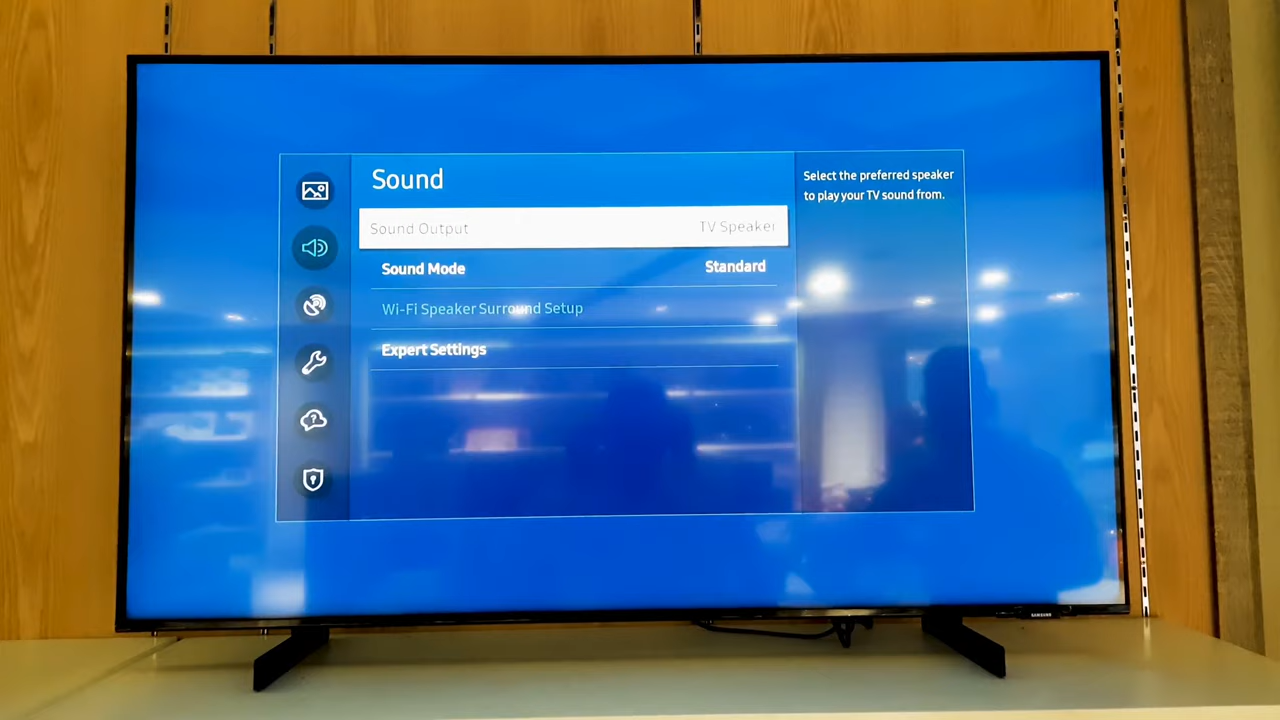 Sound
Select the preferred speaker
to play your TV sound from.
Sound Output TV Speaker
Sound Mode Standard
Wi-Fi Speaker Surround Setup
Expert Settings
SAMSUNG